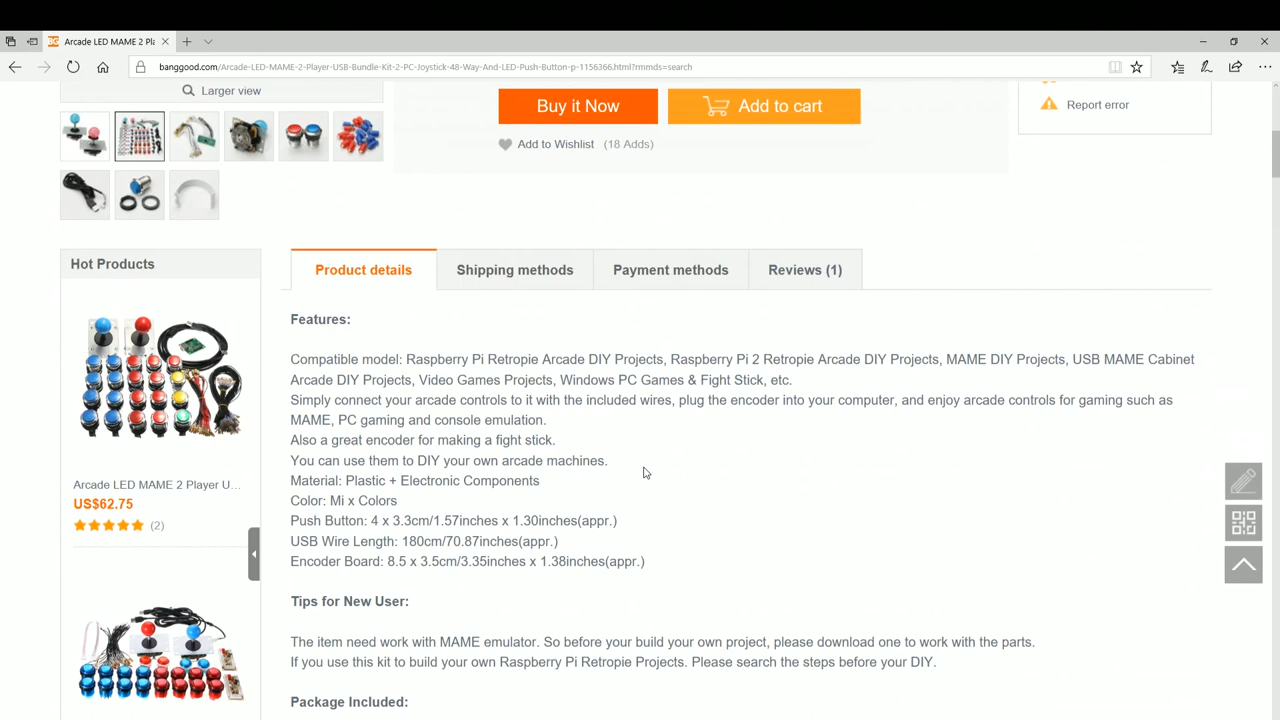 Arcade LED MAME 2 Pla
banggood.com/Arcade-LED-MAME-2-Player-USB-Bundle-Kit-2-PC-Joystick-48-Way-And-LED-Push-Button-p-1156366.html?rmmds=search
Larger view
Buy it Now
Add to cart
Report error
Add to Wishlist (18 Adds)
Hot Products
Product details
Shipping methods
Payment methods
Reviews (1)
Features:
Compatible model: Raspberry Pi Retropie Arcade DIY Projects, Raspberry Pi 2 Retropie Arcade DIY Projects, MAME DIY Projects, USB MAME Cabinet
Arcade DIY Projects, Video Games Projects, Windows PC Games & Fight Stick, etc.
Simply connect your arcade controls to it with the included wires, plug the encoder into your computer, and enjoy arcade controls for gaming such as
MAME, PC gaming and console emulation.
Also a great encoder for making a fight stick.
You can use them to DIY your own arcade machines.
Material: Plastic + Electronic Components
Color: Mi x Colors
Push Button: 4 x 3.3cm/1.57inches x 1.30inches(appr.)
USB Wire Length: 180cm/70.87inches(appr.)
Encoder Board: 8.5 x 3.5cm/3.35inches x 1.38inches(appr.)
Tips for New User:
The item need work with MAME emulator. So before your build your own project, please download one to work with the parts.
If you use this kit to build your own Raspberry Pi Retropie Projects. Please search the steps before your DIY.
Package Included:
Arcade LED MAME 2 Player U...
US$62.75
(2)